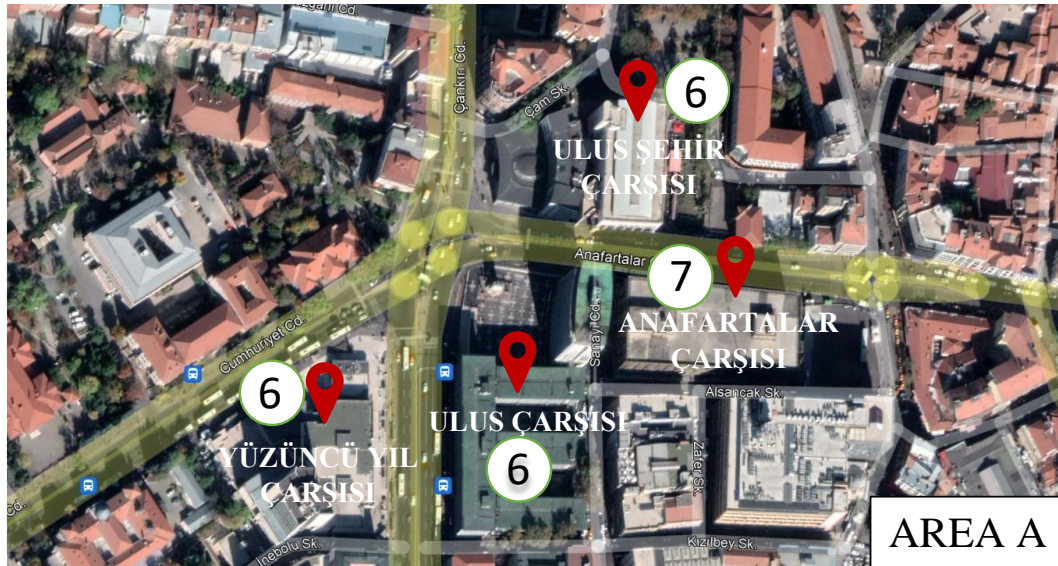 Çankırı Cd.
Çam Sk.
6
ULUS ŞEHİR
ÇARŞISI
Anafartalar
7
ANAFARTALAR
ÇARŞISI
Sanayi Cd.
Cumhuriyet Cd.
6
YÜZÜNCÜ YIL
ÇARŞISI
ULUS ÇARŞISI
6
Alsancak Sk.
Zafer Sk.
Cd.
İnebolu Sk.
Kızılbey Sk.
AREA A